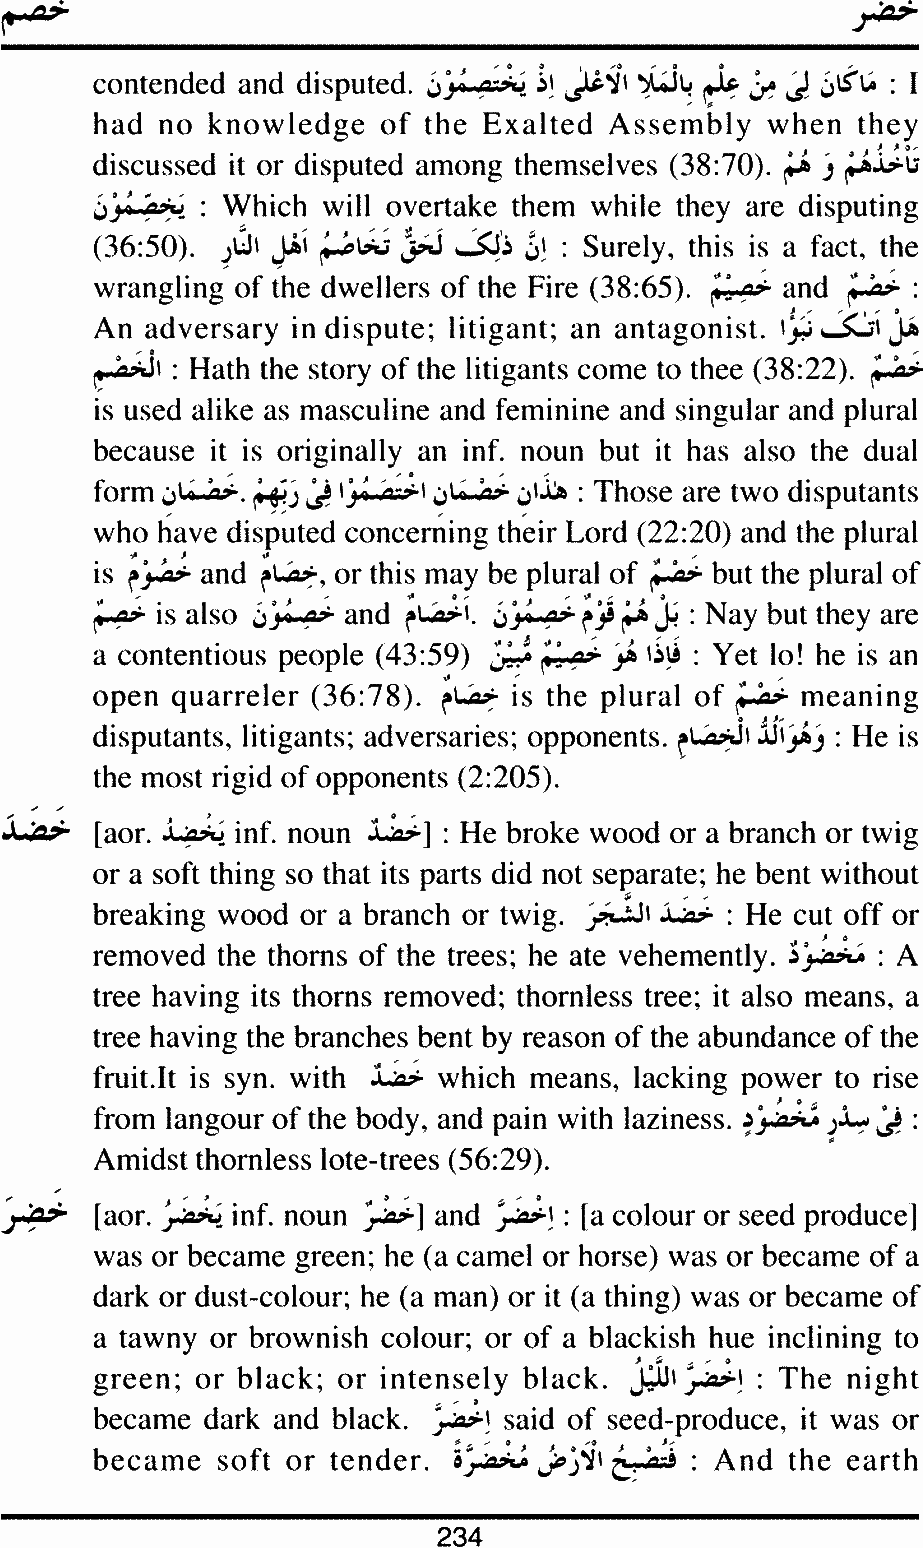 خصم خضر
contended and disputed. مَا كَانَ لِيَ مِنْ عِلْمٍ بِالْمَلَاِ الْاَعْلٰى اِذْ يَخْتَصِمُوْنَ : I
had no knowledge of the Exalted Assembly when they
discussed it or disputed among themselves (38:70). تَاْخُذُهُمْ وَ هُمْ
يَخِصِّمُوْنَ : Which will overtake them while they are disputing
(36:50). اِنَّ ذٰلِكَ لَحَقٌّ تَخَاصُمُ اَهْلِ النَّارِ : Surely, this is a fact, the
wrangling of the dwellers of the Fire (38:65). خَصِيْمٌ and خَصْمٌ :
An adversary in dispute; litigant; an antagonist. هَلْ اَتٰىكَ نَبَؤُا
الْخَصْمِ : Hath the story of the litigants come to thee (38:22). خَصْمٌ
is used alike as masculine and feminine and singular and plural
because it is originally an inf. noun but it has also the dual
form خَصْمَانِ. هٰذَانِ خَصْمَانِ اخْتَصَمُوْا فِيْ رَبِّهِمْ : Those are two disputants
who have disputed concerning their Lord (22:20) and the plural
is خُصُوْمٌ and خِصَامٌ, or this may be plural of خَصْمٌ but the plural of
خَصِمٌ is also خَصِمُوْنَ and اَخْصَامٌ. بَلْ هُمْ قَوْمٌ خَصِمُوْنَ : Nay but they are
a contentious people (43:59) فَاِذَا هُوَ خَصِيْمٌ مُّبِيْنٌ : Yet lo! he is an
open quarreler (36:78). خِصَامٌ is the plural of خَصْمٌ meaning
disputants, litigants; adversaries; opponents. وَهُوَ اَلَدُّ الْخِصَامِ : He is
the most rigid of opponents (2:205).
خَضَدَ [aor. يَخْضِدُ inf. noun خَضْدٌ] : He broke wood or a branch or twig
or a soft thing so that its parts did not separate; he bent without
breaking wood or a branch or twig. خَضَدَ الشَّجَرَ : He cut off or
removed the thorns of the trees; he ate vehemently. مَخْضُوْدٌ : A
tree having its thorns removed; thornless tree; it also means, a
tree having the branches bent by reason of the abundance of the
fruit.It is syn. with خَضَدٌ which means, lacking power to rise
from langour of the body, and pain with laziness. فِيْ سِدْرٍ مَّخْضُوْدٍ :
Amidst thornless lote-trees (56:29).
خَضِرَ [aor. يَخْضَرُ inf. noun خَضْرٌ] and اِخْضَرَّ : [a colour or seed produce]
was or became green; he (a camel or horse) was or became of a
dark or dust-colour; he (a man) or it (a thing) was or became of
a tawny or brownish colour; or of a blackish hue inclining to
green; or black; or intensely black. اِخْضَرَّ اللَّيْلُ : The night
became dark and black. اِخْضَرَّ said of seed-produce, it was or
became soft or tender. فَتُصْبِحُ الْاَرْضُ مُخْضَرَّةً : And the earth
234